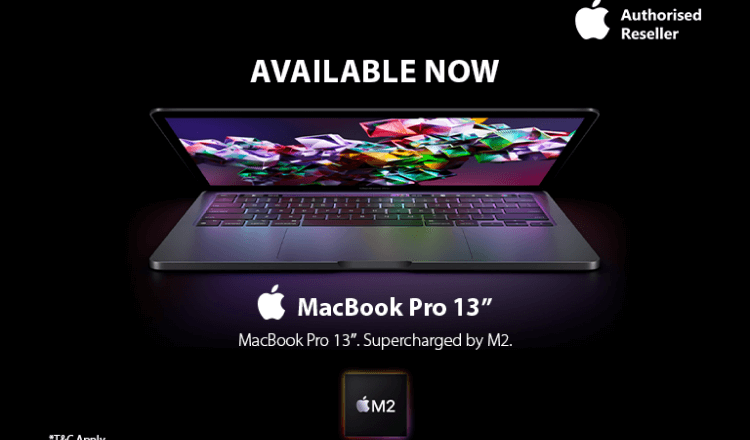 Authorised
Reseller
AVAILABLE NOW
MacBook Pro 13”
MacBook Pro 13”. Supercharged by M2.
M2
*T&C Apply